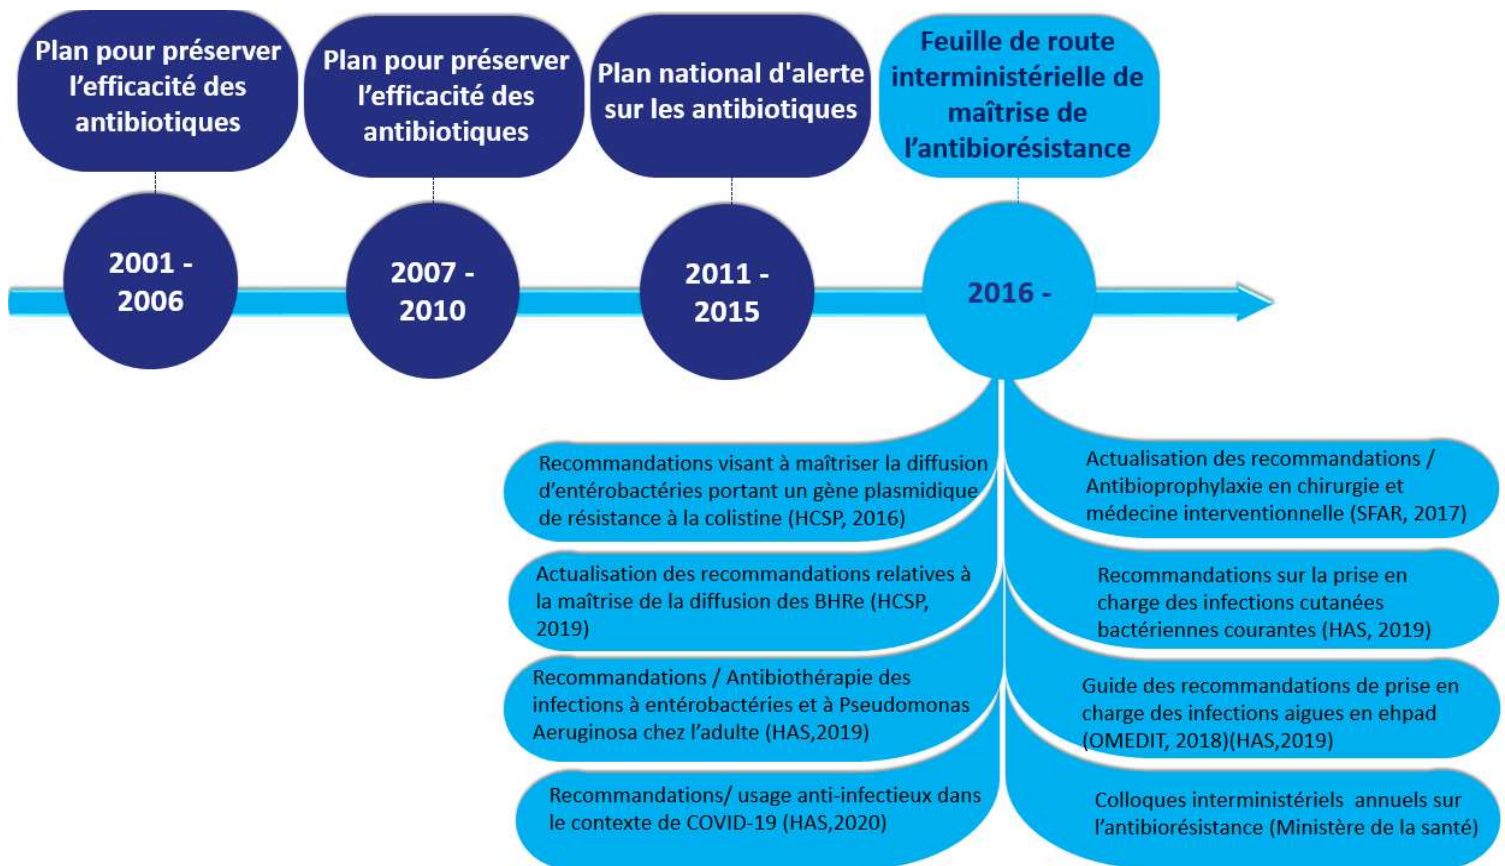 Plan pour préserver
l'efficacité des
antibiotiques
Plan pour préserver
l'efficacité des
antibiotiques
Plan national d'alerte
sur les antibiotiques
Feuille de route
interministérielle de
maîtrise de
l'antibiorésistance
2001 -
2006
2007 -
2010
2011 -
2015
2016 -
Recommandations visant à maîtriser la diffusion
d'entérobactéries portant un gène plasmidique
de résistance à la colistine (HCSP, 2016)
Actualisation des recommandations relatives à
la maîtrise de la diffusion des BHRe (HCSP,
2019)
Recommandations / Antibiothérapie des
infections à entérobactéries et à Pseudomonas
Aeruginosa chez l'adulte (HAS,2019)
Recommandations/ usage anti-infectieux dans
le contexte de COVID-19 (HAS,2020)
Actualisation des recommandations /
Antibioprophylaxie en chirurgie et
médecine interventionnelle (SFAR, 2017)
Recommandations sur la prise en
charge des infections cutanées
bactériennes courantes (HAS, 2019)
Guide des recommandations de prise en
charge des infections aigues en ehpad
(OMEDIT, 2018)(HAS,2019)
Colloques interministériels annuels sur
l'antibiorésistance (Ministère de la santé)